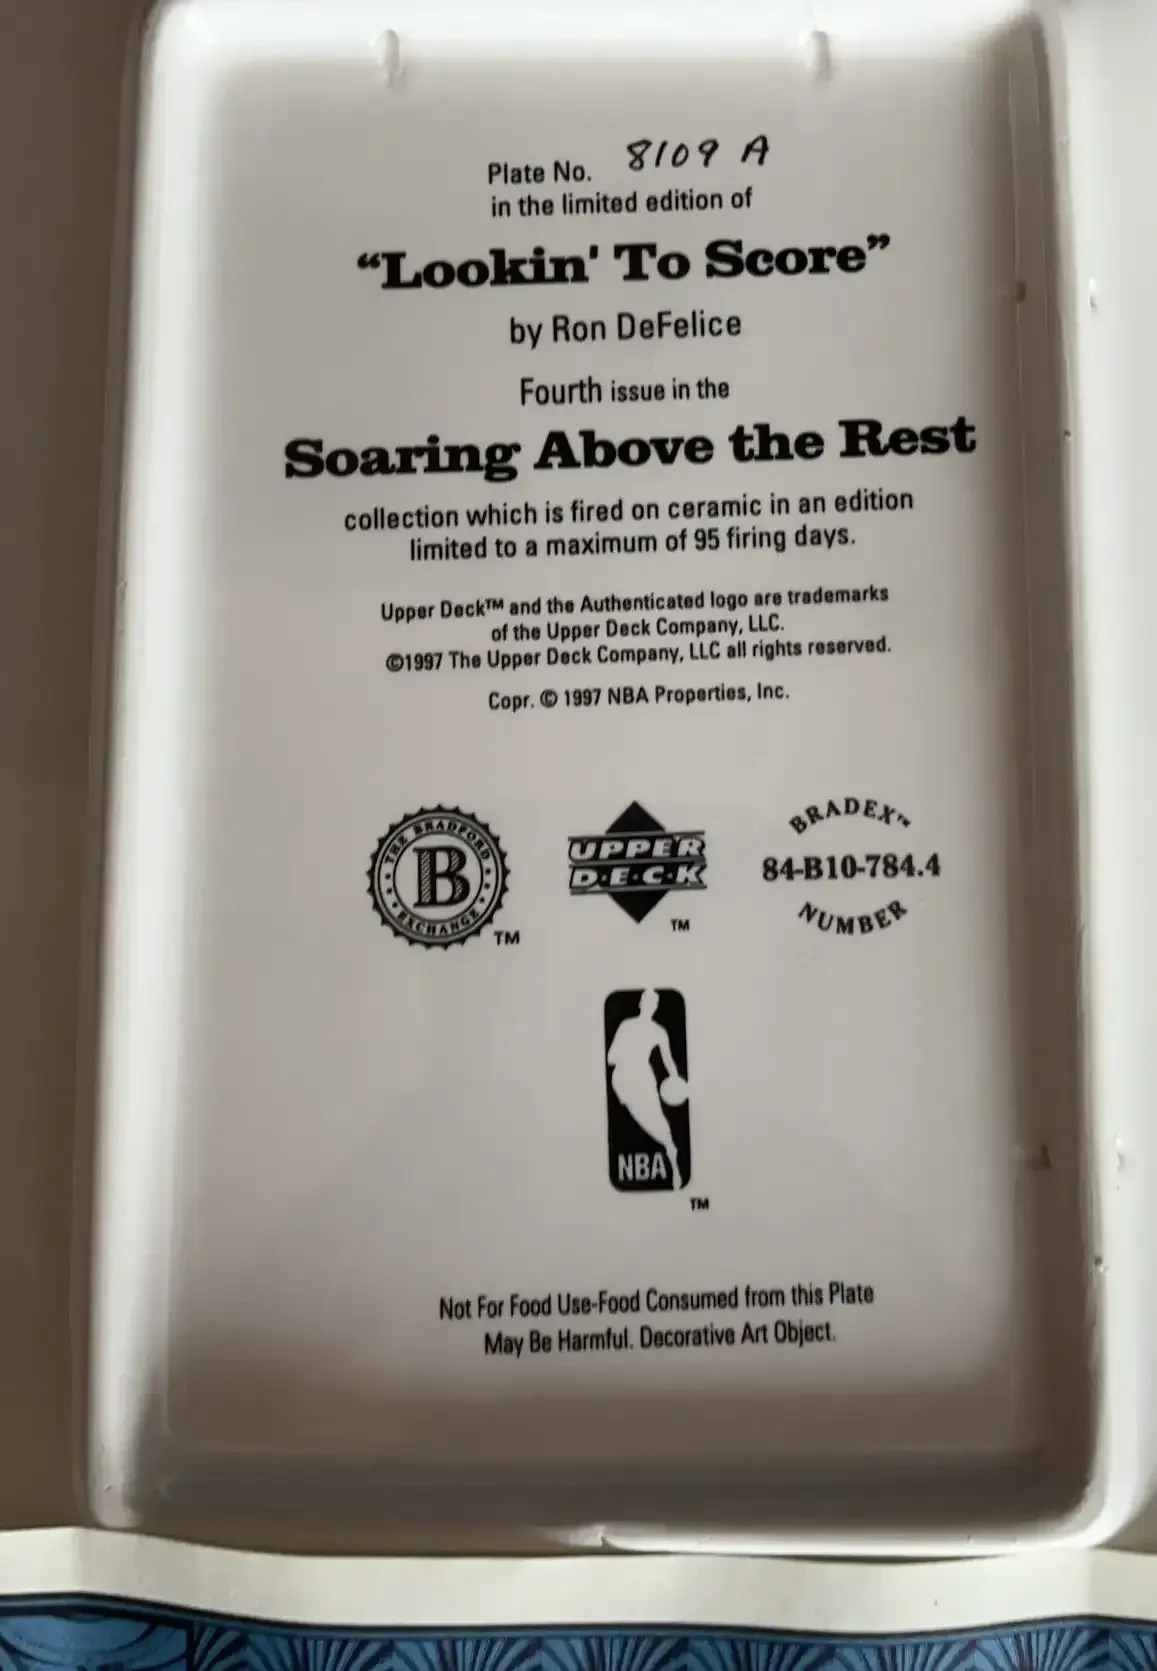 Plate No. 8109 A
in the limited edition of
“Lookin' To Score”
by Ron DeFelice
Fourth issue in the
Soaring Above the Rest
collection which is fired on ceramic in an edition
limited to a maximum of 95 firing days.
Upper Deck™ and the Authenticated logo are trademarks
of the Upper Deck Company, LLC.
©1997 The Upper Deck Company, LLC all rights reserved.
Copr. © 1997 NBA Properties, Inc.
THE BRADFORD
B
EXCHANGE
TM
UPPER
D·E·C·K
TM
BRADEX™
84-B10-784.4
NUMBER
NBA
TM
Not For Food Use-Food Consumed from this Plate
May Be Harmful. Decorative Art Object.